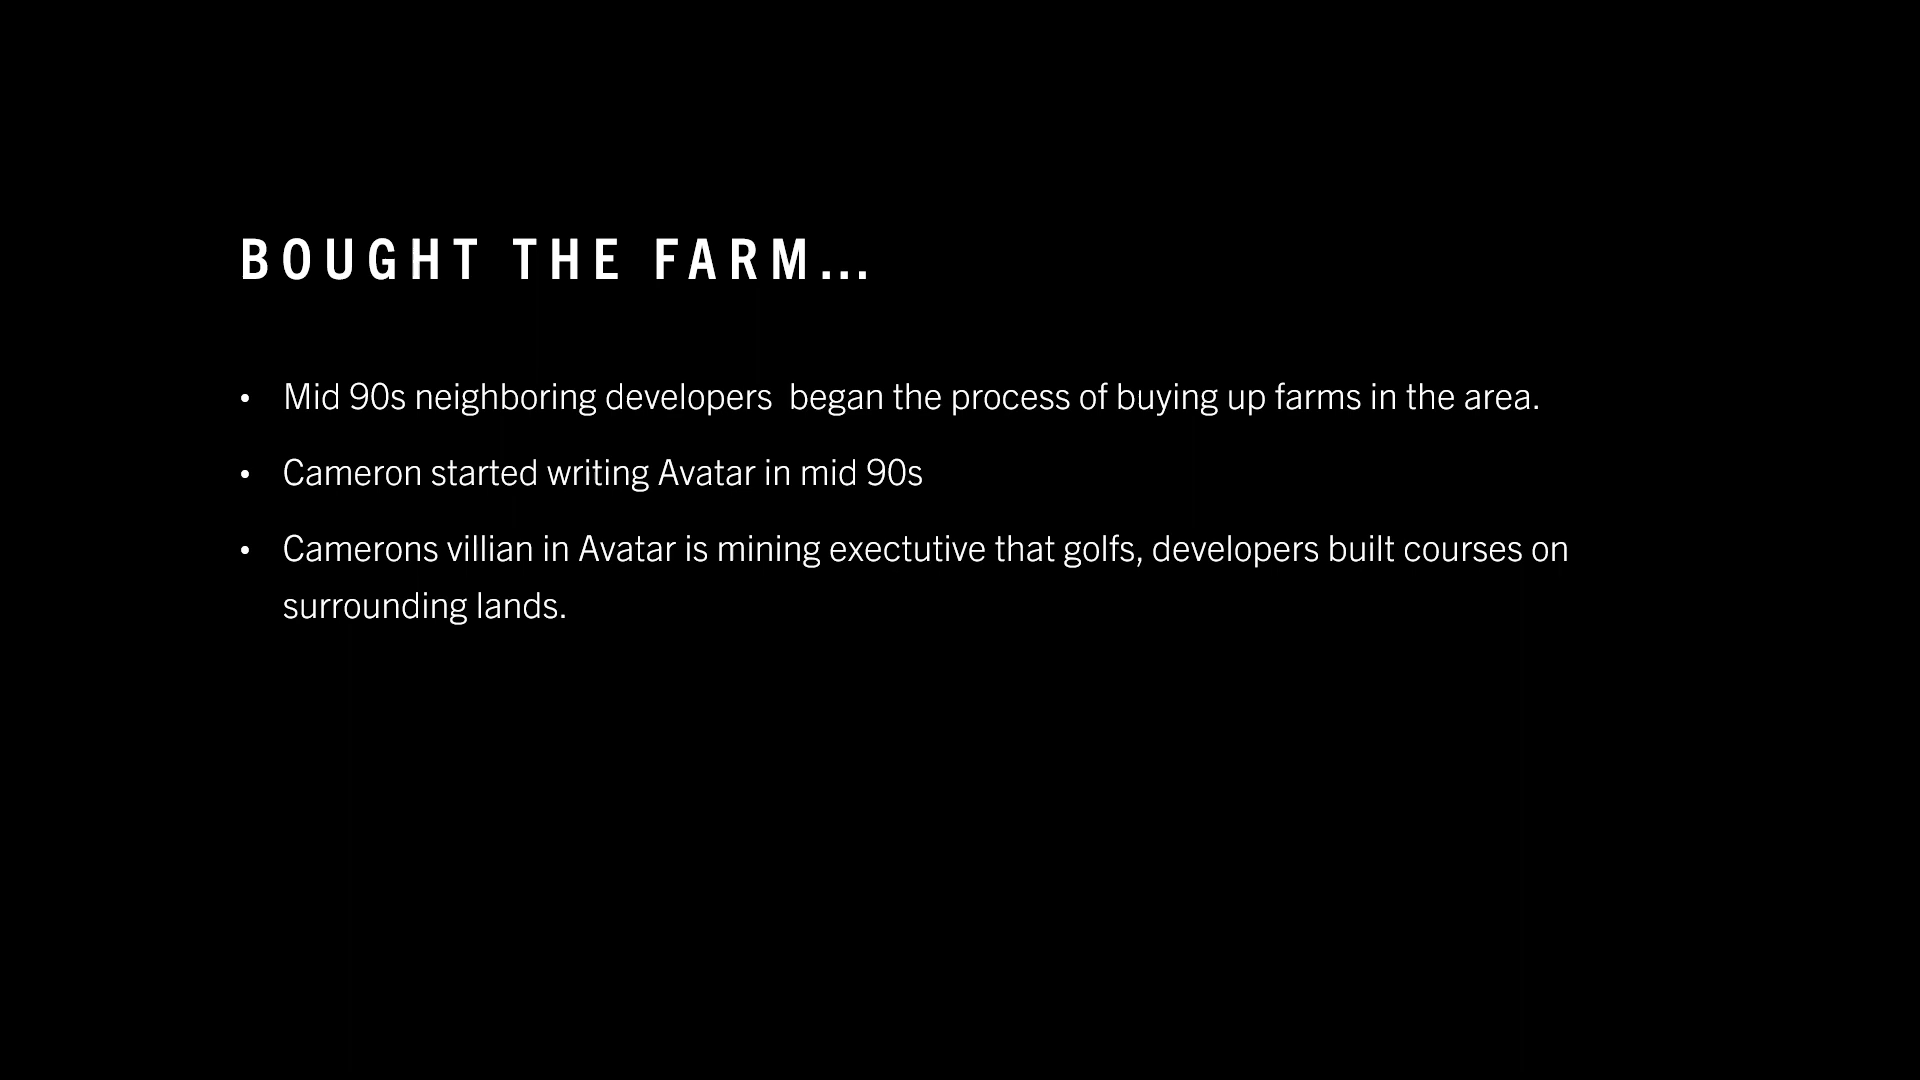 BOUGHT THE FARM...
• Mid 90s neighboring developers  began the process of buying up farms in the area.
• Cameron started writing Avatar in mid 90s
• Camerons villian in Avatar is mining exectutive that golfs, developers built courses on
surrounding lands.